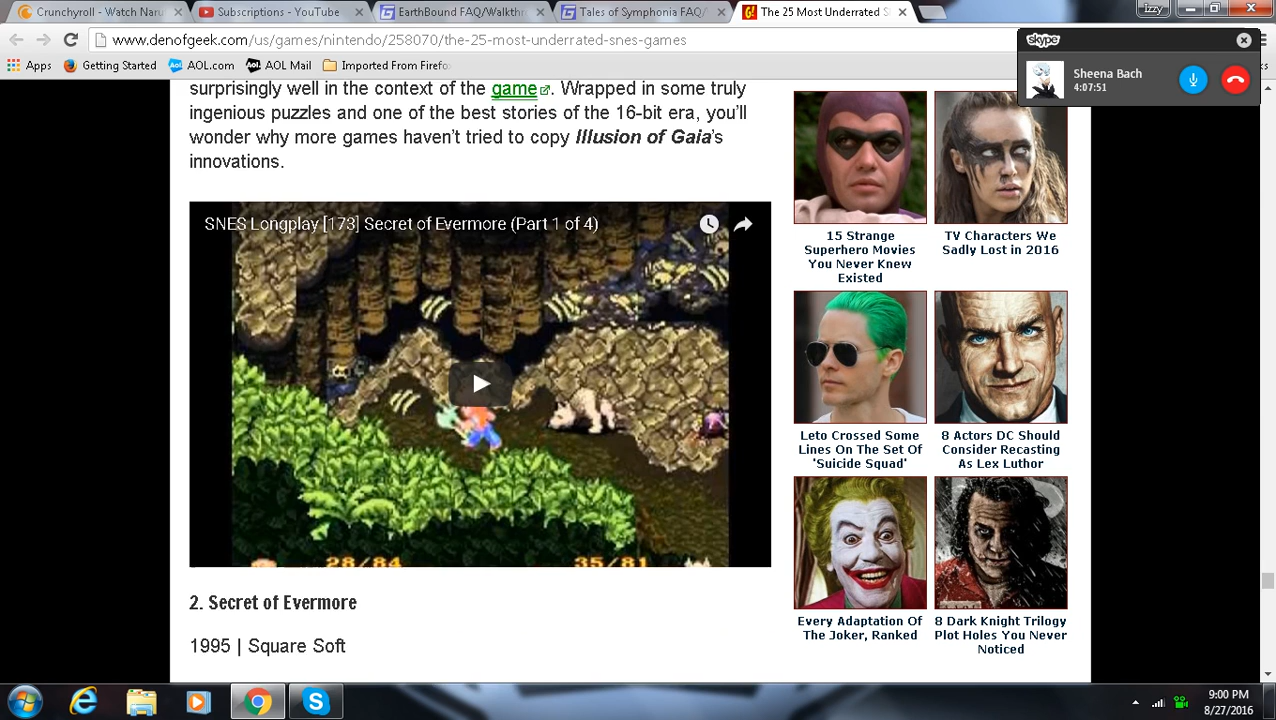 Crunchyroll - Watch Naru
Subscriptions - YouTube
EarthBound FAQ/Walkthr
Tales of Symphonia FAQ/
The 25 Most Underrated S
Izzy
www.denofgeek.com/us/games/nintendo/258070/the-25-most-underrated-snes-games
Apps
Getting Started
AOL.com
Aol.
AOL Mail
Imported From Firefo
skype
Sheena Bach
4:07:51
surprisingly well in the context of the game. Wrapped in some truly
ingenious puzzles and one of the best stories of the 16-bit era, you'll
wonder why more games haven't tried to copy Illusion of Gaia's
innovations.
SNES Longplay [173] Secret of Evermore (Part 1 of 4)
28/84
35/81
2. Secret of Evermore
1995 | Square Soft
15 Strange
Superhero Movies
You Never Knew
Existed
TV Characters We
Sadly Lost in 2016
Leto Crossed Some
Lines On The Set Of
'Suicide Squad'
8 Actors DC Should
Consider Recasting
As Lex Luthor
Every Adaptation Of
The Joker, Ranked
8 Dark Knight Trilogy
Plot Holes You Never
Noticed
9:00 PM
8/27/2016